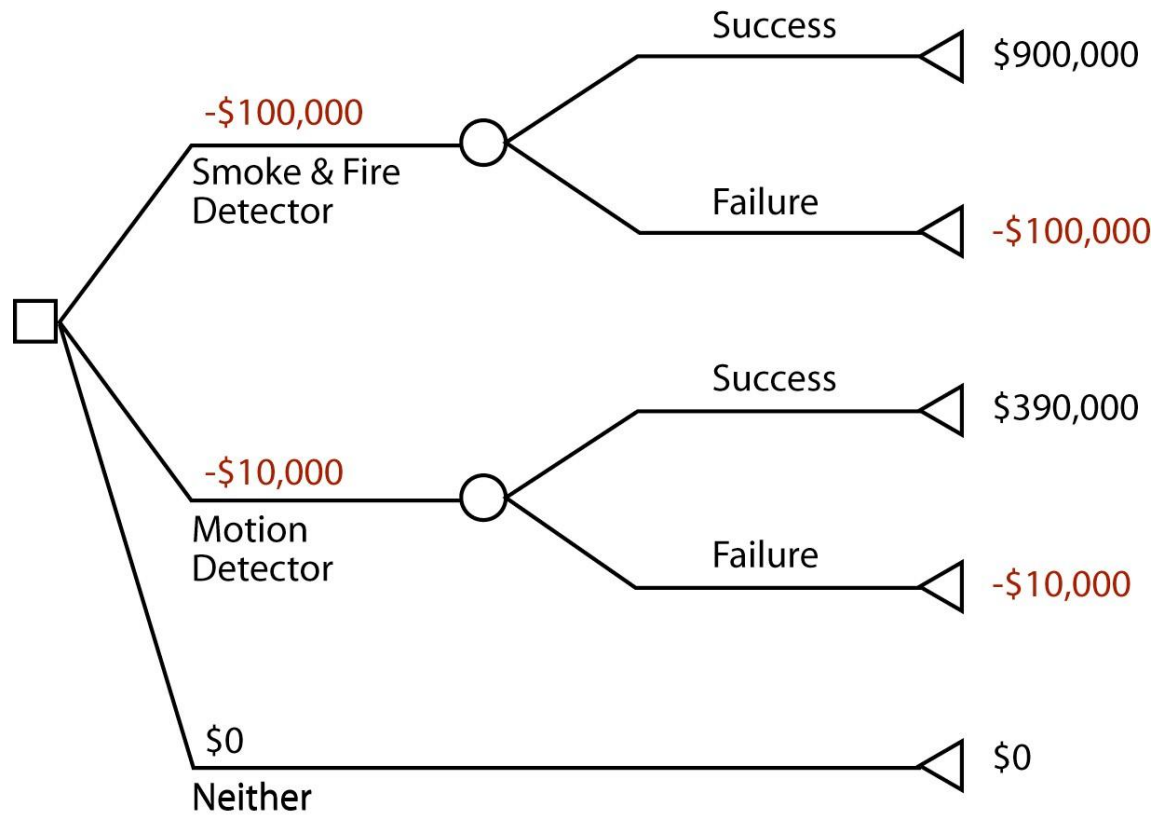 Success
$900,000
-$100,000
Smoke & Fire
Detector
Failure
-$100,000
Success
$390,000
-$10,000
Motion
Detector
Failure
-$10,000
$0
$0
Neither